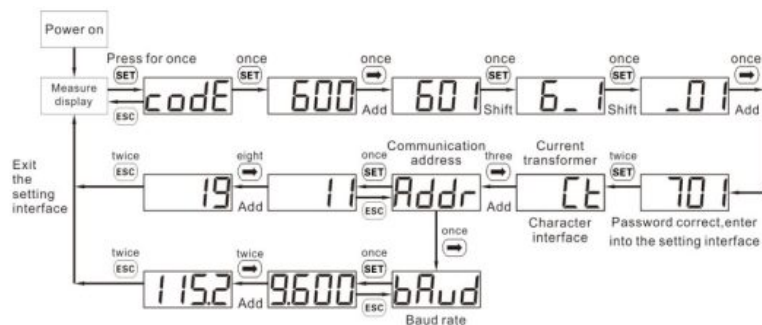 Power on
Press for once
once
once
once
once
once
SET
SET
➡
SET
SET
➡
Measure
display
codE
600
601
6_1
_01
ESC
Add
Shift
Shift
Add
Communication
address
Current
transformer
Exit
the
setting
interface
twice
eight
once
three
twice
ESC
➡
SET
➡
SET
19
11
Addr
Ct
701
Add
ESC
Add
Character
interface
Password correct,enter
into the setting interface
once
➡
twice
twice
once
ESC
➡
SET
115.2
9.600
bAud
Add
ESC
Baud rate